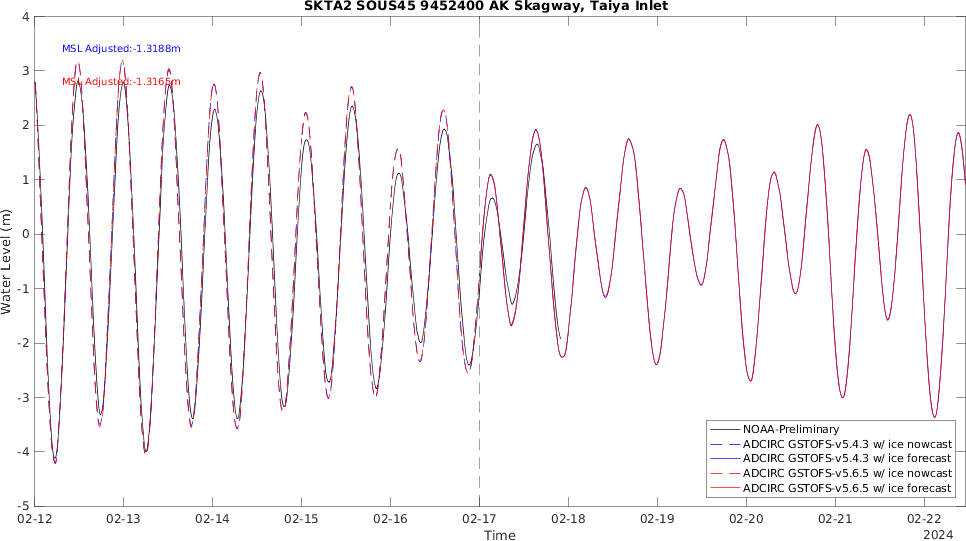 SKTA2 SOUS45 9452400 AK Skagway, Taiya Inlet
4
MSL Adjusted:-1.3188m
3
MSL Adjusted:-1.3165m
2
1
0
Water Level (m)
-1
-2
-3
-4
-5
NOAA-Preliminary
ADCIRC GSTOFS-v5.4.3 w/ ice nowcast
ADCIRC GSTOFS-v5.4.3 w/ ice forecast
ADCIRC GSTOFS-v5.6.5 w/ ice nowcast
ADCIRC GSTOFS-v5.6.5 w/ ice forecast
02-12 02-13 02-14 02-15 02-16 02-17 02-18 02-19 02-20 02-21 02-22
Time 2024